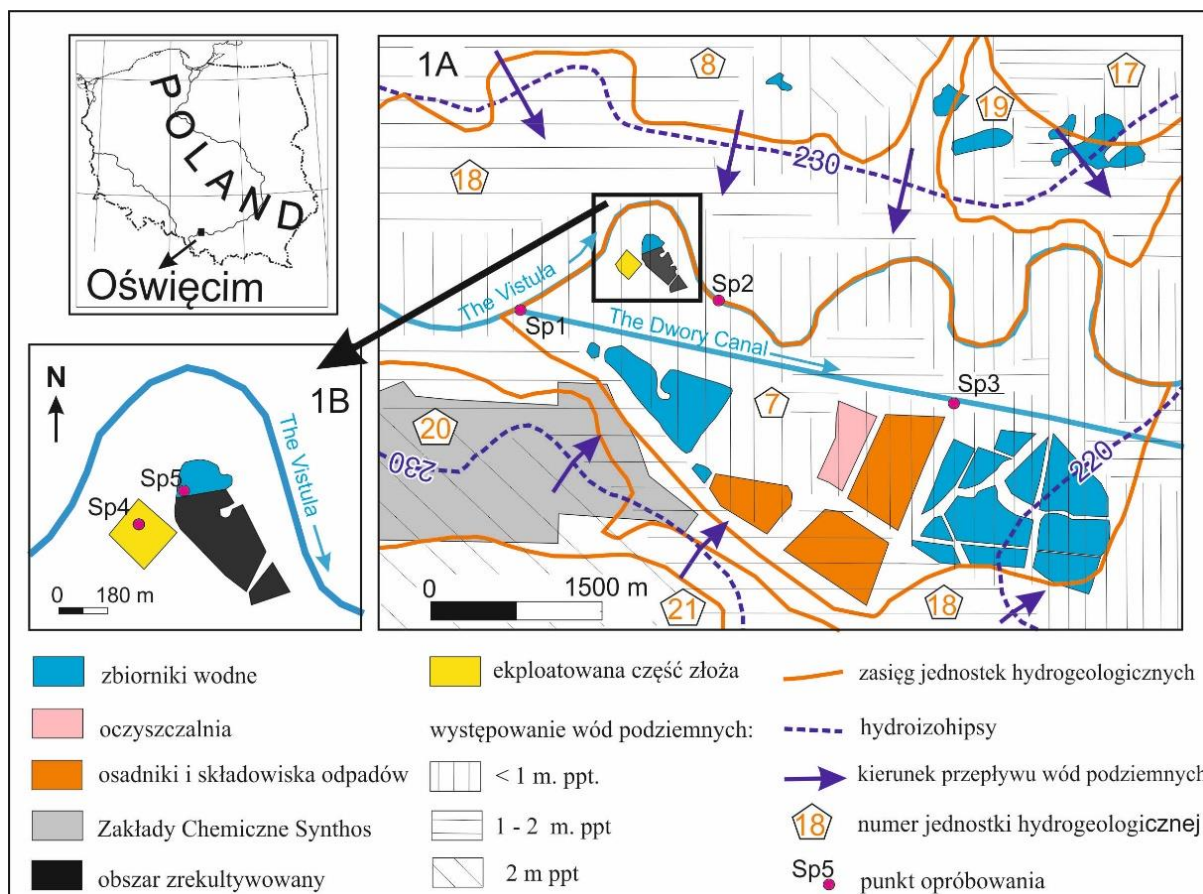 POLAND
Oświęcim
1A
8
17
19
230
18
The Vistula
Sp2
Sp1
The Dwory Canal
Sp3
7
20
230
220
0 1500 m
21
18
N
1B
The Vistula
Sp5
Sp4
0 180 m
zbiorniki wodne
oczyszczalnia
osadniki i składowiska odpadów
Zakłady Chemiczne Synthos
obszar zrekultywowany
ekploatowana część złoża
występowanie wód podziemnych:
< 1 m. ppt.
1 - 2 m. ppt
2 m ppt
zasięg jednostek hydrogeologicznych
hydroizohipsy
kierunek przepływu wód podziemnych
18 numer jednostki hydrogeologicznej
Sp5 punkt opróbowania